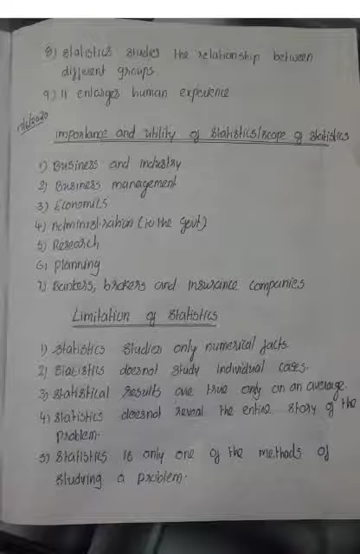 8) Statistics studies the relationship between
different groups.
9) It enlarges human experience
Importance and utility of Statistics/scope of statistics
1) Business and Industry
2) Business management
3) Economics
4) Administration (to the govt)
5) Research
6) Planning
7) Bankers, brokers and Insurance companies
Limitation of Statistics
1) Statistics studies only numerical facts.
2) Statistics doesnot study individual cases.
3) Statistical results are true only on an average.
4) Statistics doesnot reveal the entire story of the
Problem.
5) Statistics is only one of the methods of
studying a problem.